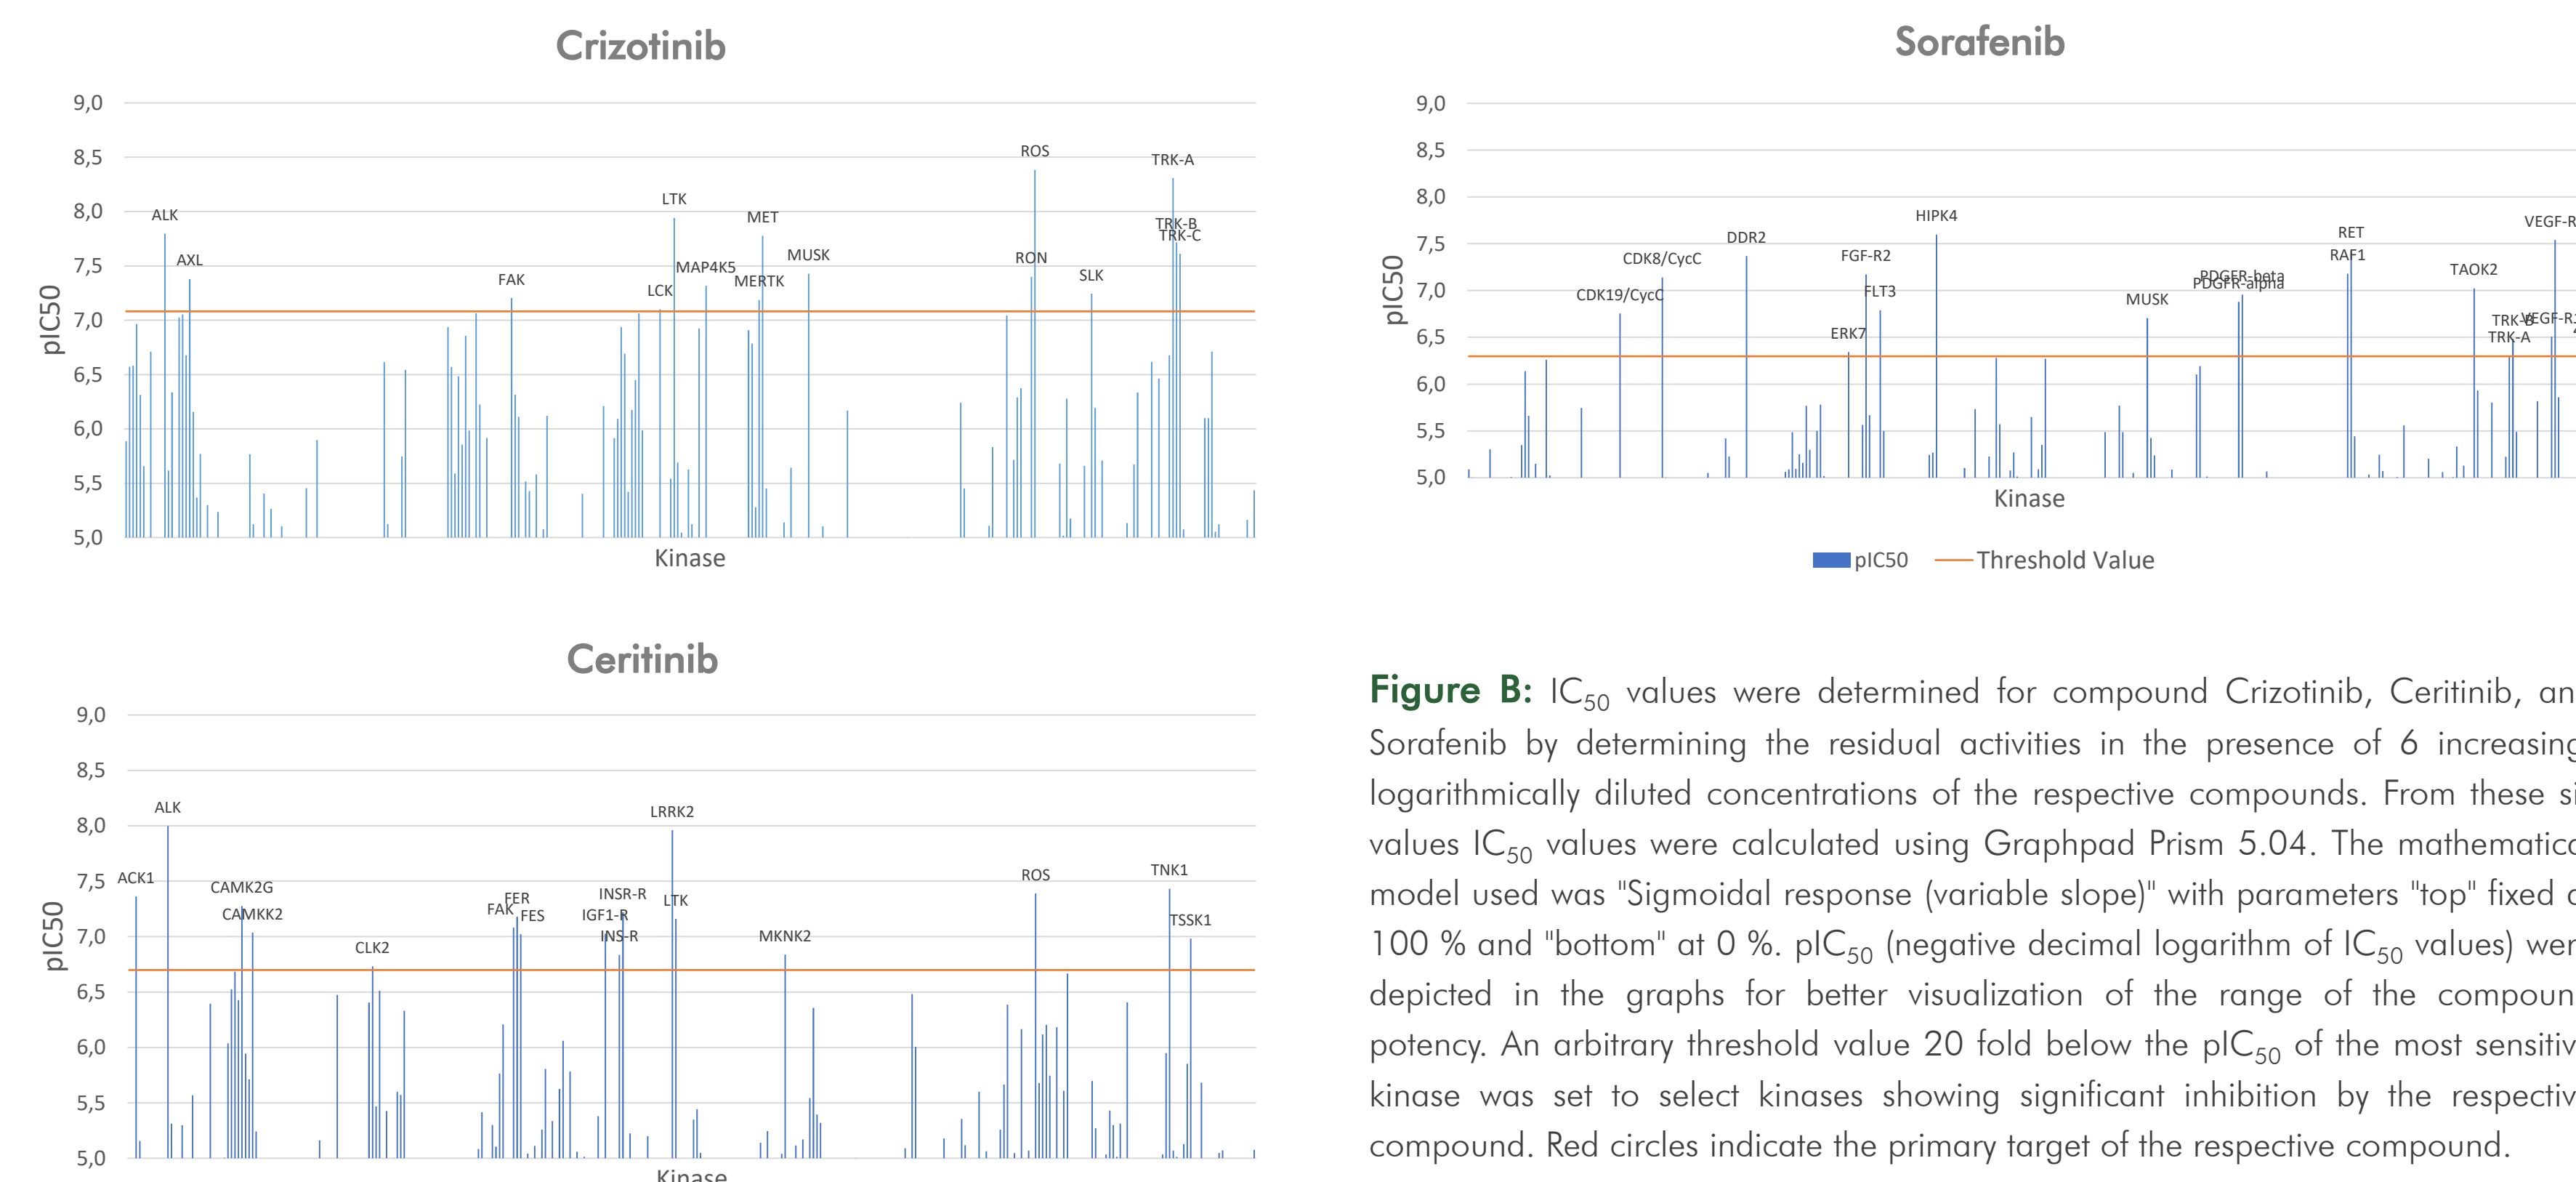 Crizotinib
9,0
8,5
8,0
7,5
7,0
6,5
6,0
5,5
5,0
pIC50
ALK
AXL
FAK
LCK
LTK
MAP4K5
MERTK
MET
MUSK
RON
ROS
SLK
TRK-A
TRK-B
TRK-C
Kinase
Sorafenib
9,0
8,5
8,0
7,5
7,0
6,5
6,0
5,5
5,0
pIC50
CDK19/CycC
CDK8/CycC
DDR2
ERK7
FGF-R2
FLT3
HIPK4
MUSK
PDGFR-beta
PDGFR-alpha
RET
RAF1
TAOK2
TRK-B
TRK-A
VEGF-R
VEGF-R
Kinase
pIC50
Threshold Value
Ceritinib
9,0
8,5
8,0
7,5
7,0
6,5
6,0
5,5
5,0
pIC50
ACK1
ALK
CAMK2G
CAMKK2
CLK2
FAK
FER
FES
IGF1-R
INSR-R
INS-R
LRRK2
LTK
MKNK2
ROS
TNK1
TSSK1
Kinase
Figure B: IC50 values were determined for compound Crizotinib, Ceritinib, an
Sorafenib by determining the residual activities in the presence of 6 increasing
logarithmically diluted concentrations of the respective compounds. From these si
values IC50 values were calculated using Graphpad Prism 5.04. The mathematica
model used was "Sigmoidal response (variable slope)" with parameters "top" fixed a
100 % and "bottom" at 0 %. pIC50 (negative decimal logarithm of IC50 values) wer
depicted in the graphs for better visualization of the range of the compoun
potency. An arbitrary threshold value 20 fold below the pIC50 of the most sensitiv
kinase was set to select kinases showing significant inhibition by the respectiv
compound. Red circles indicate the primary target of the respective compound.